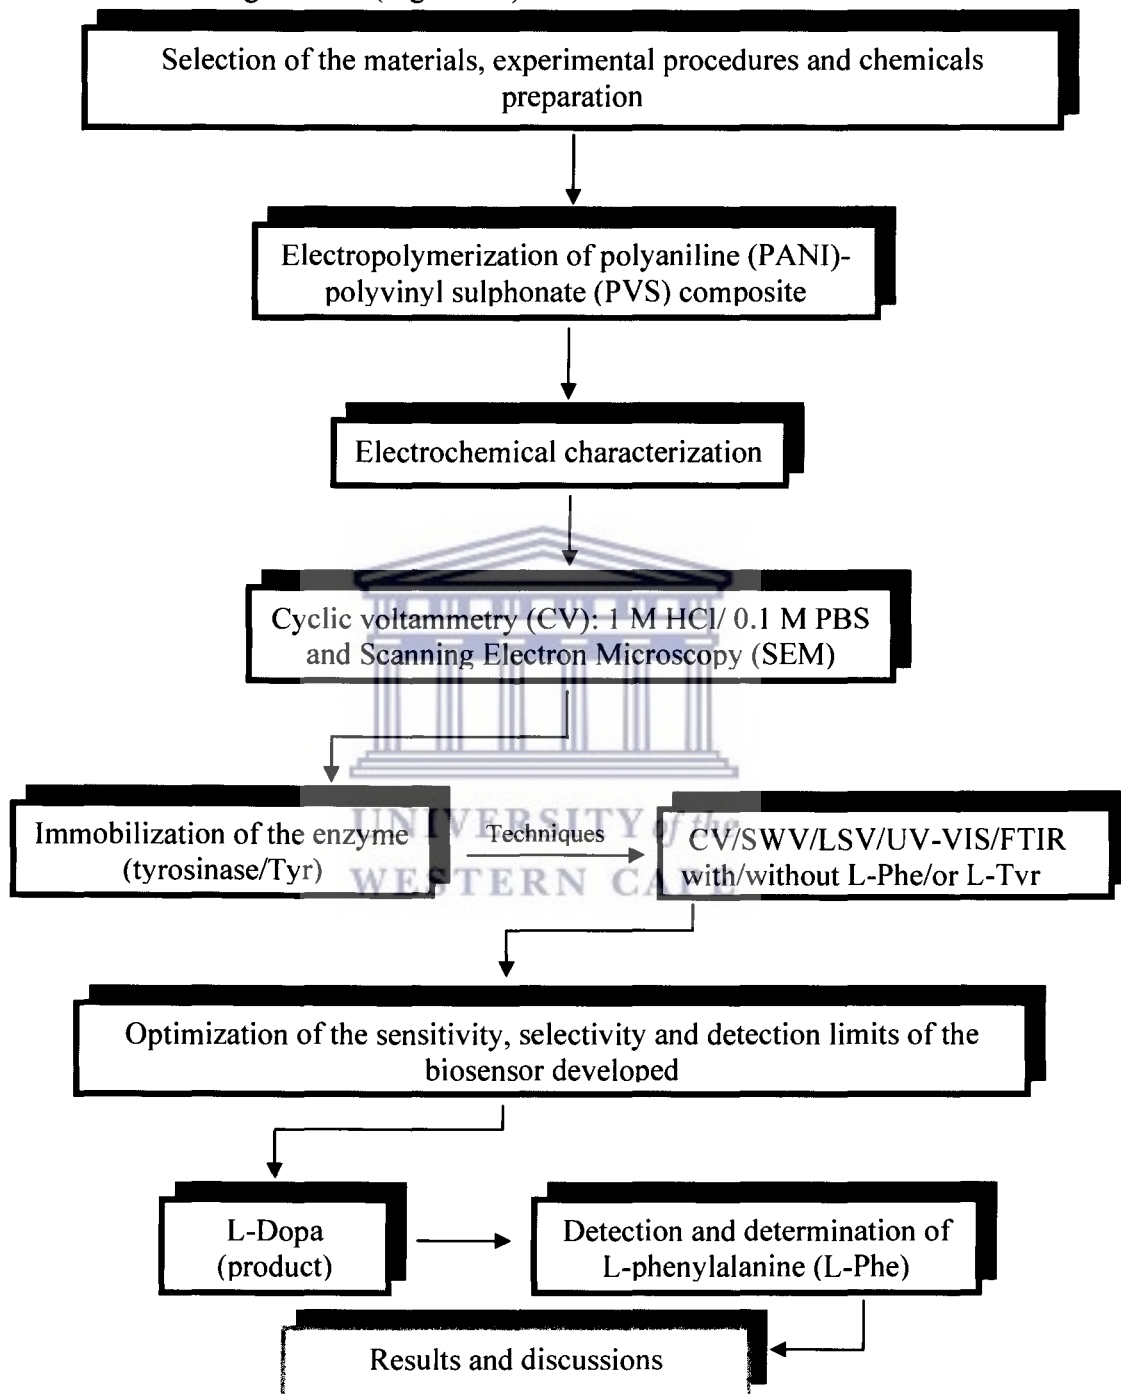 Selection of the materials, experimental procedures and chemicals
preparation
Electropolymerization of polyaniline (PANI)-
polyvinyl sulphonate (PVS) composite
Electrochemical characterization
Cyclic voltammetry (CV): 1 M HCl/ 0.1 M PBS
and Scanning Electron Microscopy (SEM)
Immobilization of the enzyme
(tyrosinase/Tyr)
Techniques
CV/SWV/LSV/UV-VIS/FTIR
with/without L-Phe/or L-Tyr
UNIVERSITY of the
WESTERN CAPE
Optimization of the sensitivity, selectivity and detection limits of the
biosensor developed
L-Dopa
(product)
Detection and determination of
L-phenylalanine (L-Phe)
Results and discussions